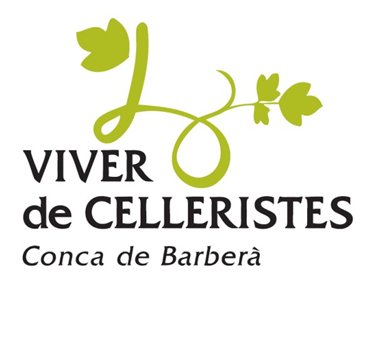 VIVER
de CELLERISTES
Conca de Barberà